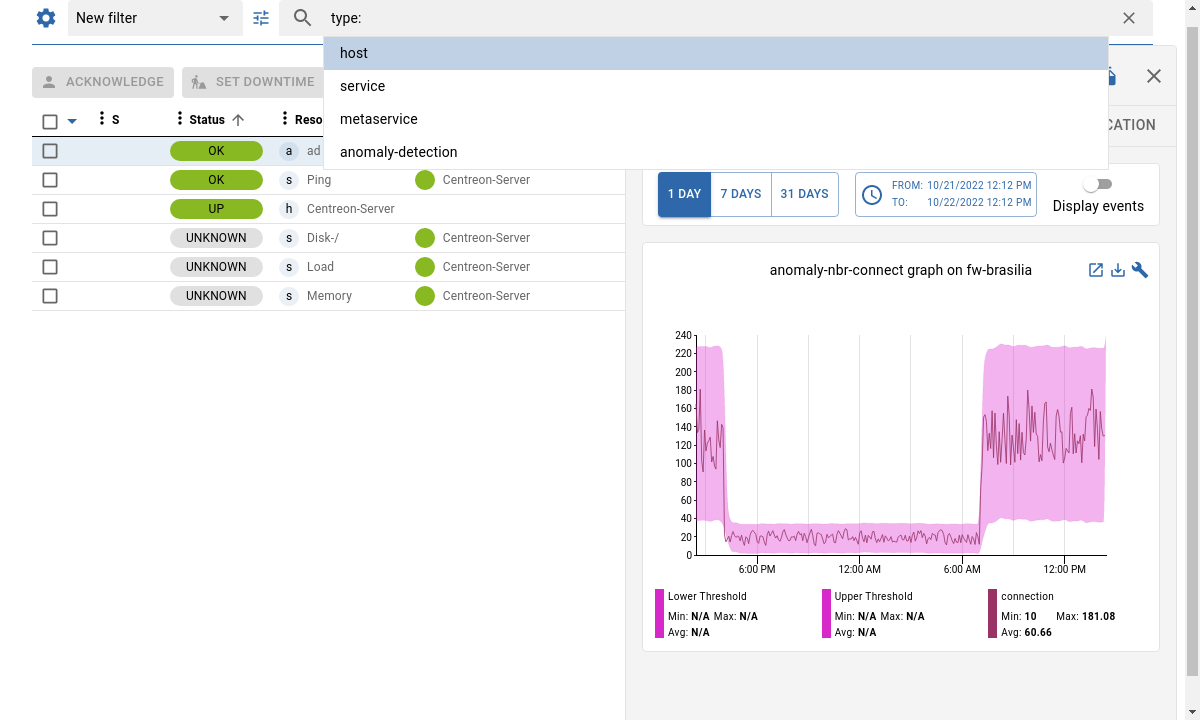 New filter
type:
host
service
metaservice
anomaly-detection
ACKNOWLEDGE
SET DOWNTIME
S
Status
Reso
OK
a
ad
OK
s
Ping
Centreon-Server
UP
h
Centreon-Server
UNKNOWN
s
Disk-/
Centreon-Server
UNKNOWN
s
Load
Centreon-Server
UNKNOWN
s
Memory
Centreon-Server
CATION
1 DAY
7 DAYS
31 DAYS
FROM: 10/21/2022 12:12 PM
TO: 10/22/2022 12:12 PM
Display events
anomaly-nbr-connect graph on fw-brasilia
240
220
200
180
160
140
120
100
80
60
40
20
0
6:00 PM
12:00 AM
6:00 AM
12:00 PM
Lower Threshold
Min: N/A Max: N/A
Avg: N/A
Upper Threshold
Min: N/A Max: N/A
Avg: N/A
connection
Min: 10 Max: 181.08
Avg: 60.66